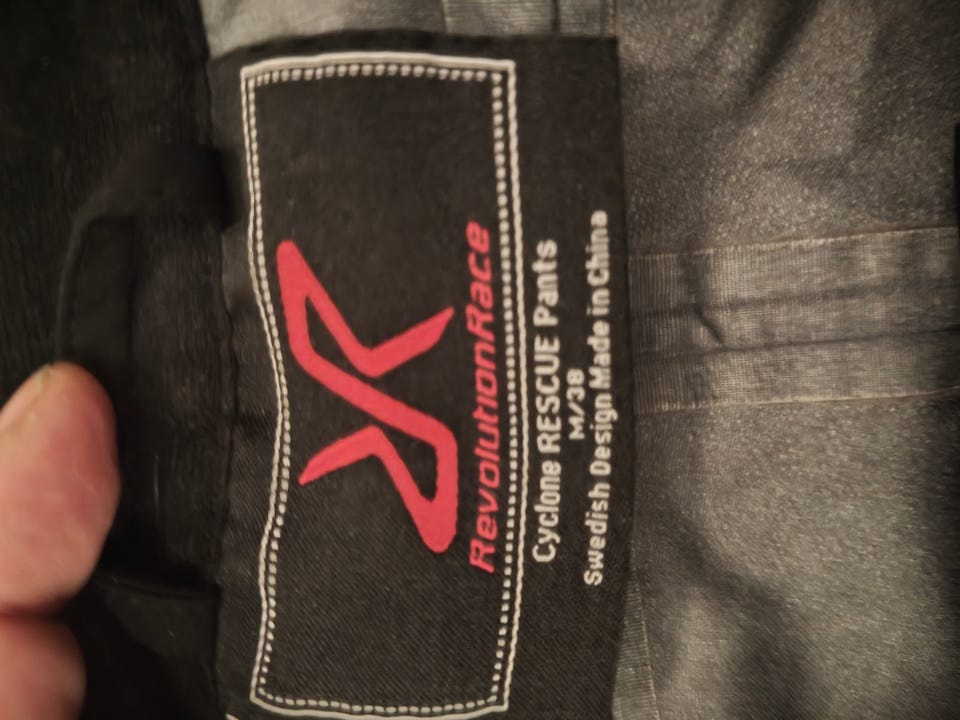 RevolutionRace
Cyclone RESCUE Pants
M/38
Swedish Design Made in China